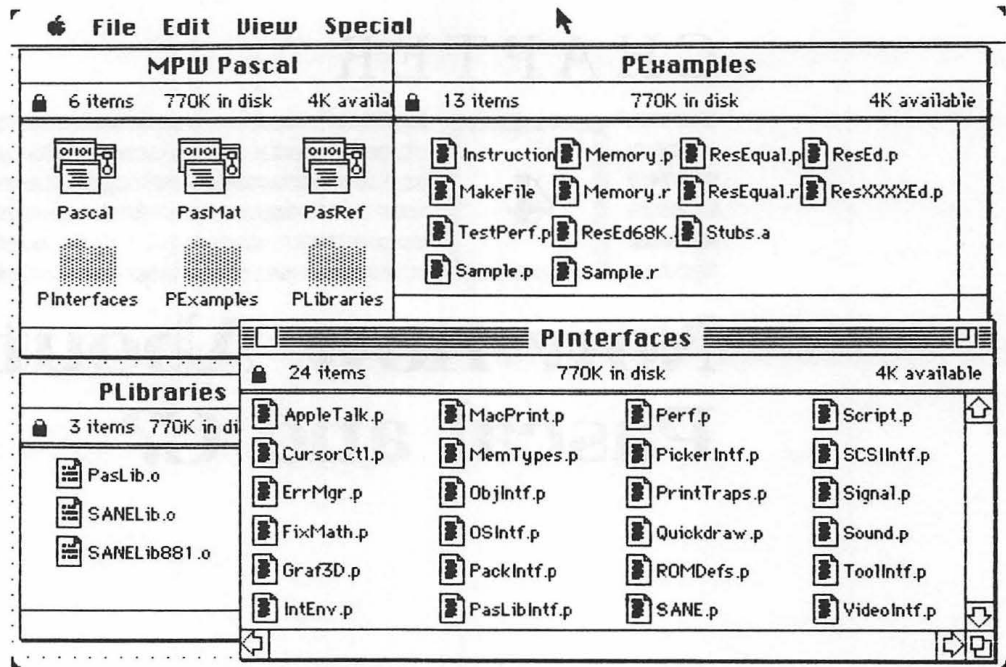 File Edit View Special
MPW Pascal
6 items 770K in disk 4K availal
Pascal PasMat PasRef
PInterfaces PExamples PLibraries
PExamples
13 items 770K in disk 4K available
Instruction Memory.p ResEqual.p ResEd.p
MakeFile Memory.r ResEqual.r ResXXXXEd.p
TestPerf.p ResEd68K. Stubs.a
Sample.p Sample.r
PLibraries
3 items 770K in di
PasLib.o
SANELib.o
SANELib881.o
PInterfaces
24 items 770K in disk 4K available
AppleTalk.p MacPrint.p Perf.p Script.p
CursorCtl.p MemTypes.p PickerIntf.p SCSIIntf.p
ErrMgr.p ObjIntf.p PrintTraps.p Signal.p
FixMath.p OSIntf.p Quickdraw.p Sound.p
Graf3D.p PackIntf.p ROMDefs.p ToolIntf.p
IntEnv.p PasLibIntf.p SANE.p VideoIntf.p